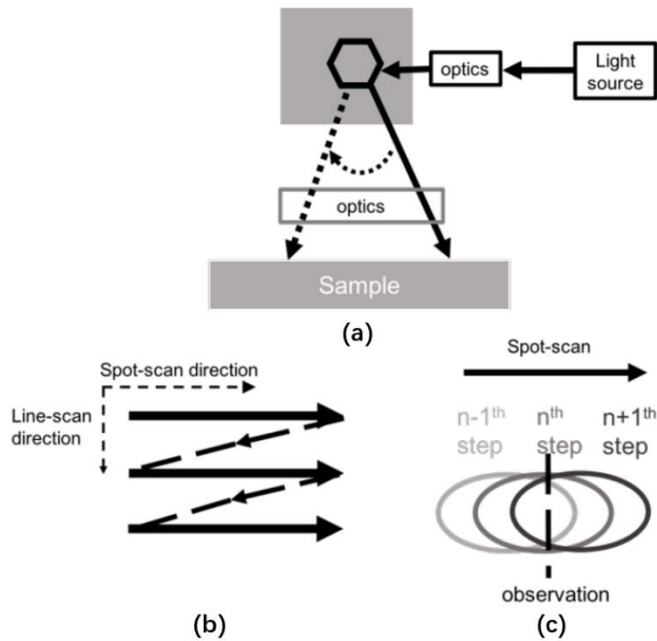 Light
source
optics
optics
Sample
(a)
Spot-scan direction
Line-scan
direction
(b)
Spot-scan
n-1th nth n+1th
step step step
observation
(c)